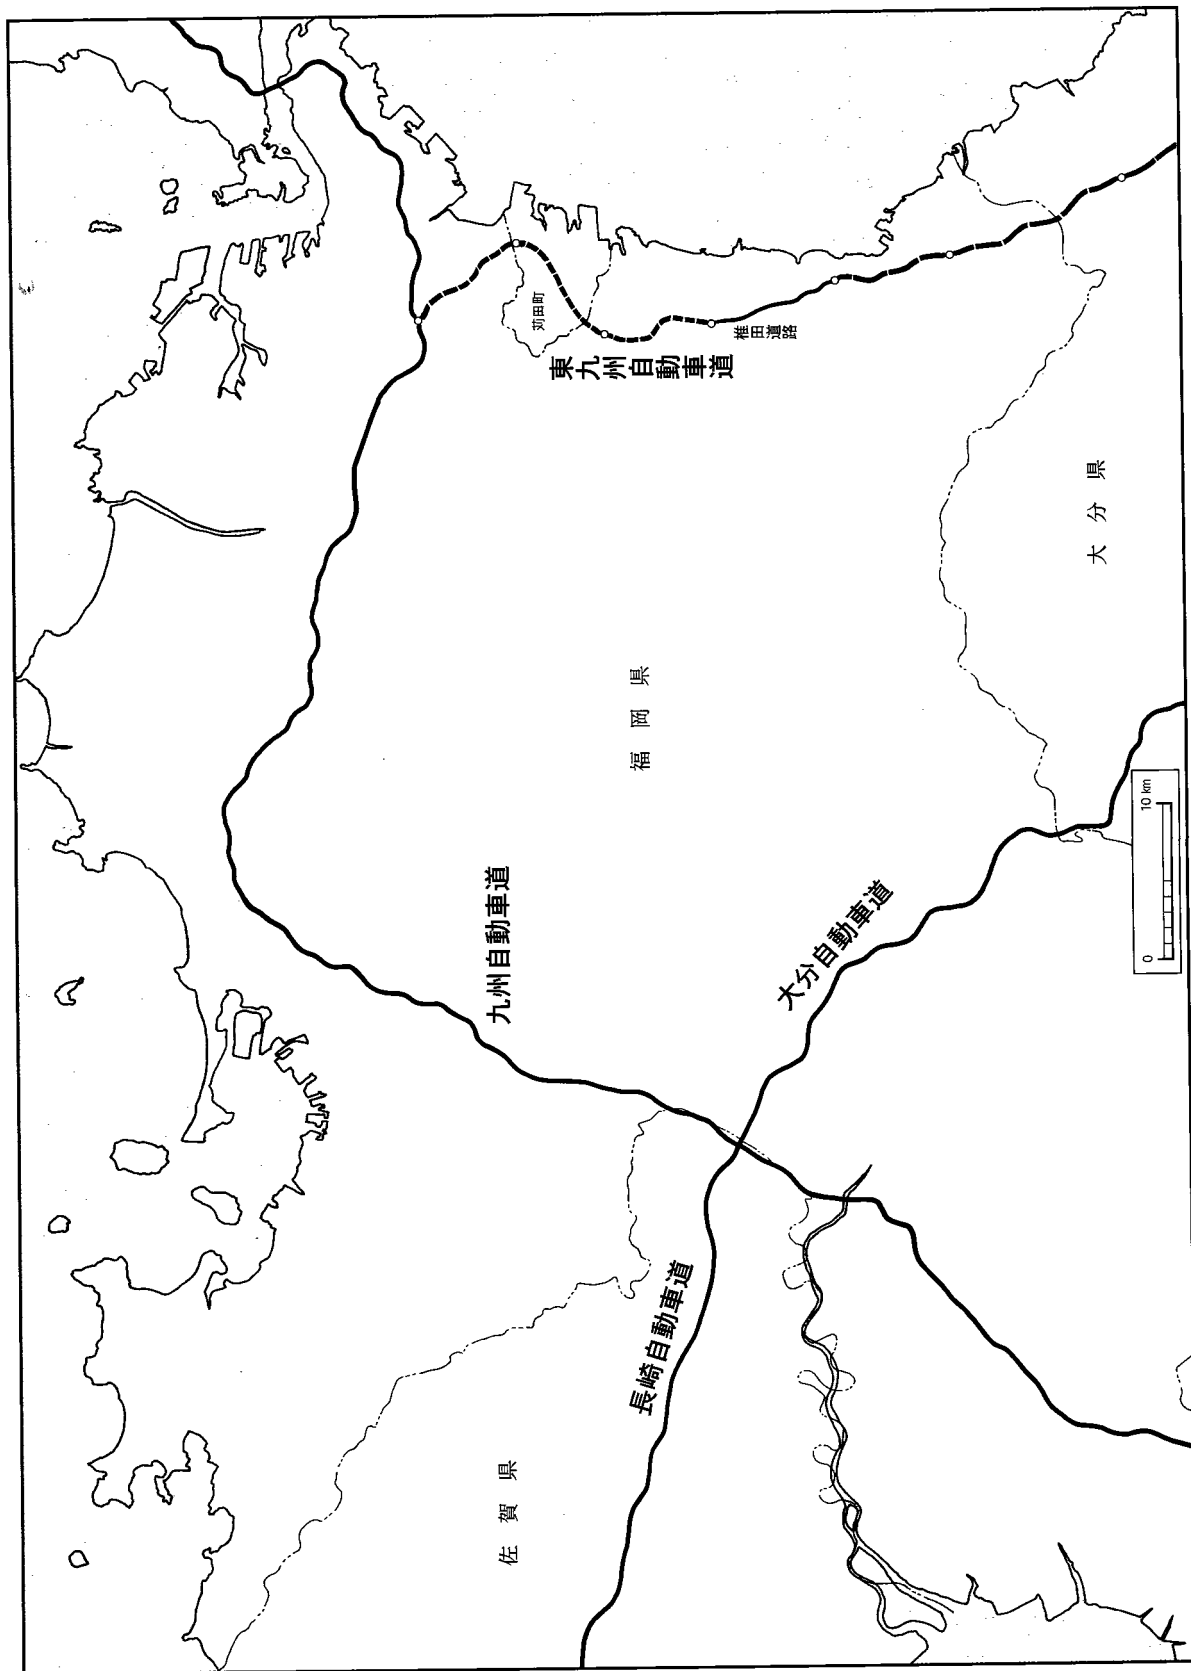 九州自動車道
東九州自動車道
苅田町
椎田道路
福岡県
大分県
大分自動車道
長崎自動車道
佐賀県
0 10 km